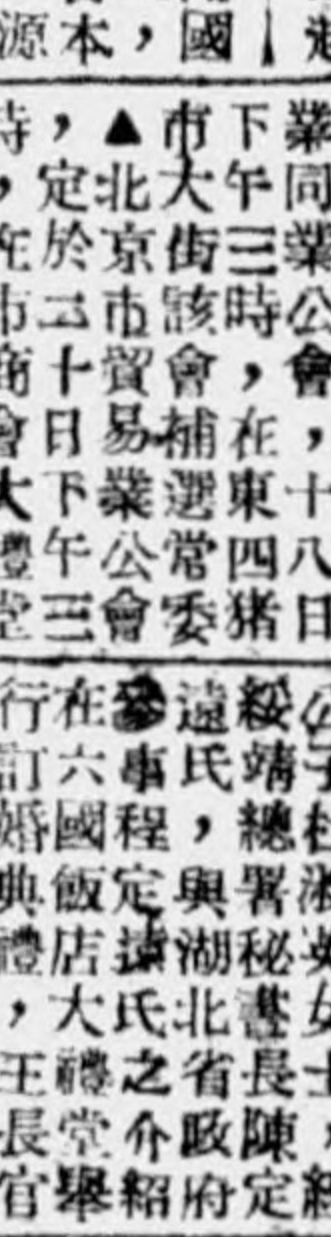 國｜
，
本
源
業同業公會，十八日
下午三時，在東四猪
市大街該會補選常委
▲北京市貿易業公會
，定於二十日下午三
時，在市商會大禮堂
綏靖總署秘書長陳定
遠氏，與湖北省政府
參事程定遠氏之介紹
在六國飯店大禮堂舉
行訂婚典禮，王長官